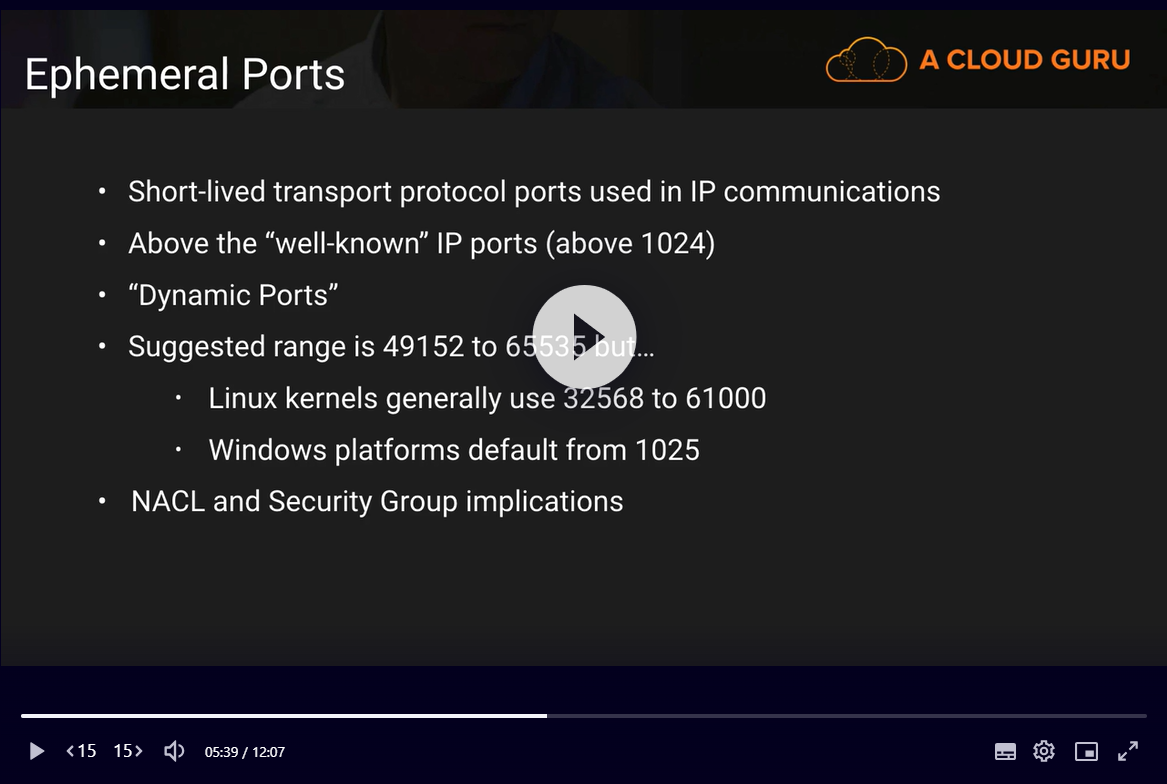 Ephemeral Ports
A CLOUD GURU
• Short-lived transport protocol ports used in IP communications
• Above the “well-known” IP ports (above 1024)
• “Dynamic Ports”
• Suggested range is 49152 to 65535 but...
• Linux kernels generally use 32568 to 61000
• Windows platforms default from 1025
• NACL and Security Group implications
<15 15> 05:39 / 12:07